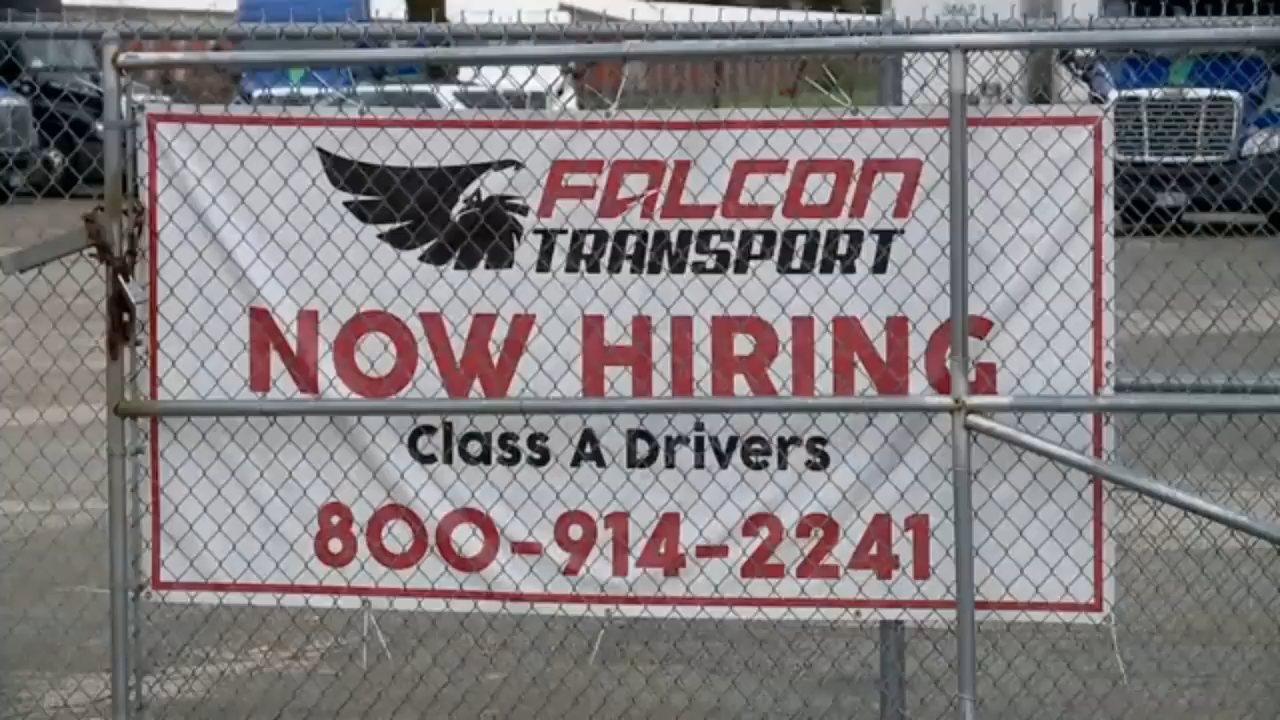 FALCON
TRANSPORT
NOW HIRING
Class A Drivers
800-914-2241